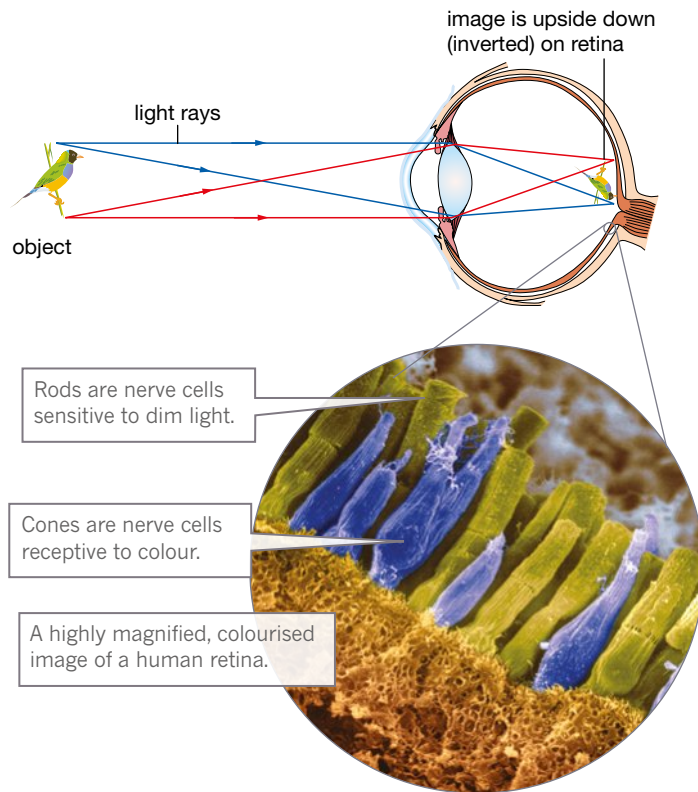 image is upside down
(inverted) on retina
light rays
object
Rods are nerve cells
sensitive to dim light.
Cones are nerve cells
receptive to colour.
A highly magnified, colourised
image of a human retina.